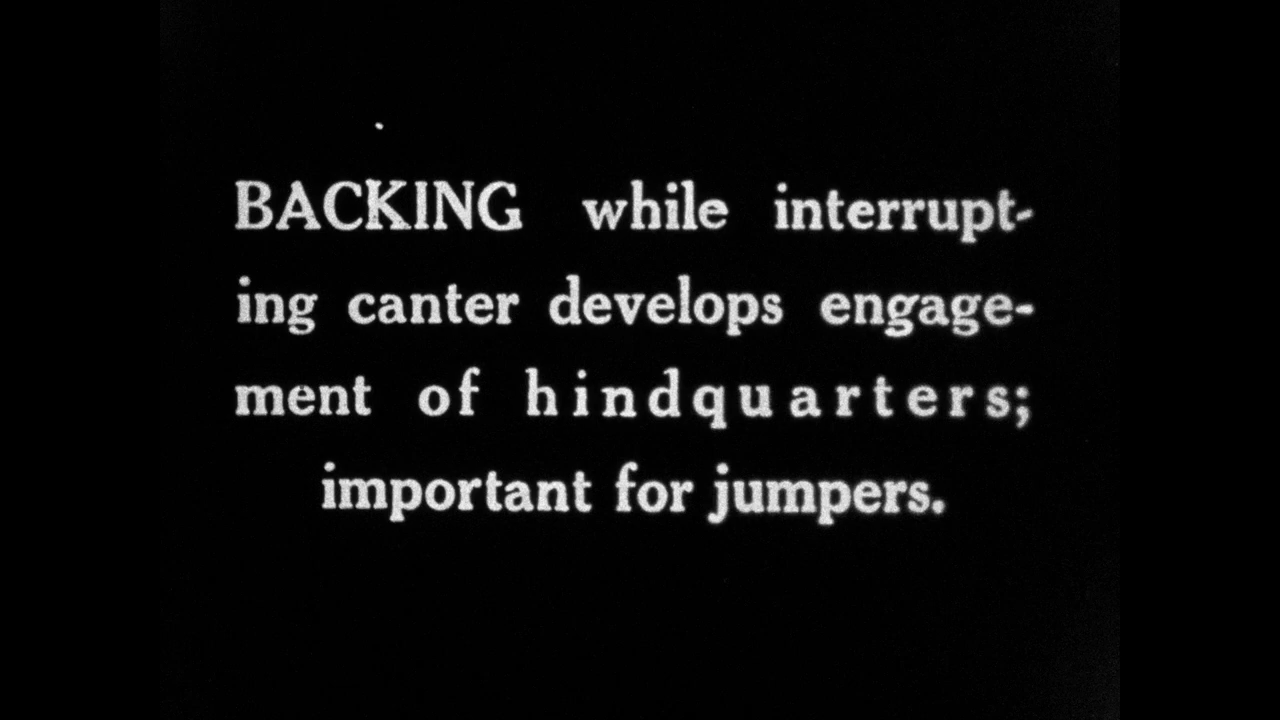 BACKING while interrupt-
ing canter develops engage-
ment of hindquarters;
important for jumpers.